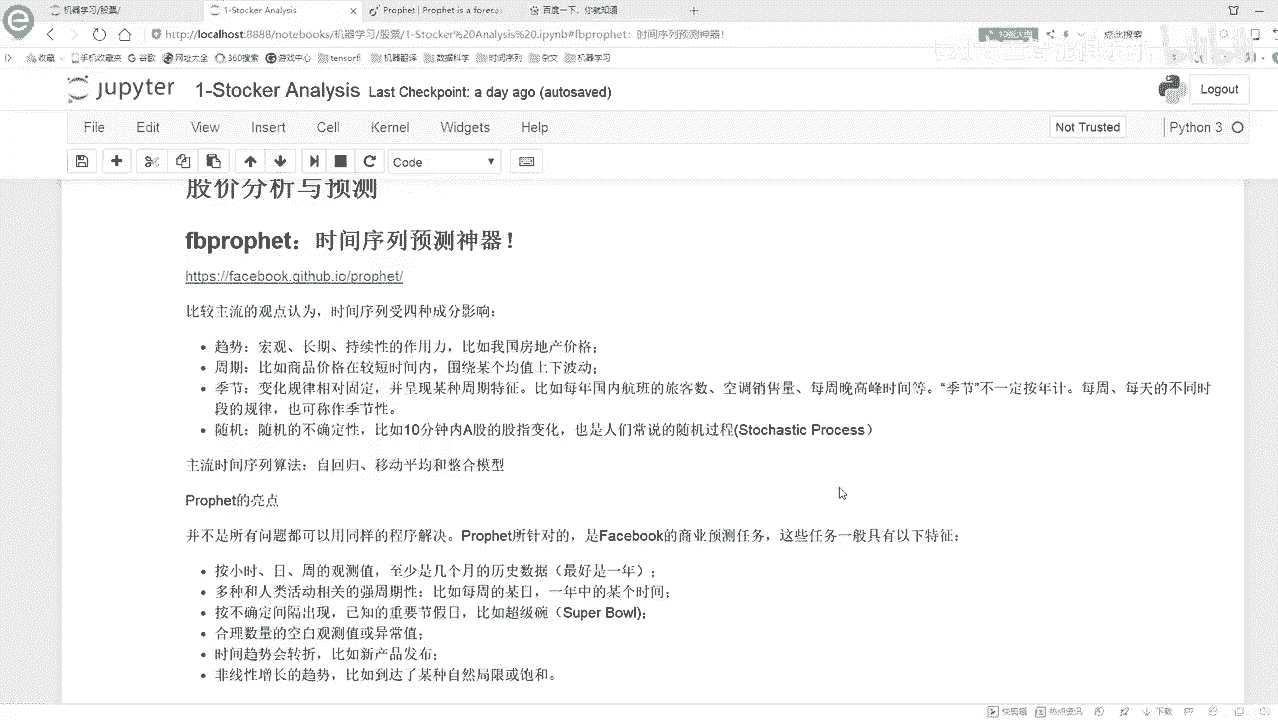 机器学习/股票/
1-Stocker Analysis
Prophet | Prophet is a foreca
百度一下，你就知道
http://localhost:8888/notebooks/机器学习/股票/1-Stocker%20Analysis%20.ipynb#fbprophet：时间序列预测神器！
点此搜索
收藏
手机收藏夹
谷歌
网址大全
360搜索
游戏中心
tensorfl
机器翻译
数据科学
时间序列
杂文
机器学习
jupyter
1-Stocker Analysis Last Checkpoint: a day ago (autosaved)
Logout
File Edit View Insert Cell Kernel Widgets Help
Not Trusted
Python 3
Code
股价分析与预测
fbprophet：时间序列预测神器！
https://facebook.github.io/prophet/
比较主流的观点认为，时间序列受四种成分影响：
趋势：宏观、长期、持续性的作用力，比如我国房地产价格；
周期：比如商品价格在较短时间内，围绕某个均值上下波动；
季节：变化规律相对固定，并呈现某种周期特征。比如每年国内航班的旅客数、空调销售量、每周晚高峰时间等。“季节”不一定按年计。每周、每天的不同时
段的规律，也可称作季节性。
随机：随机的不确定性，比如10分钟内A股的股指变化，也是人们常说的随机过程(Stochastic Process）
主流时间序列算法：自回归、移动平均和整合模型
Prophet的亮点
并不是所有问题都可以用同样的程序解决。Prophet所针对的，是Facebook的商业预测任务，这些任务一般具有以下特征：
按小时、日、周的观测值，至少是几个月的历史数据（最好是一年）；
多种和人类活动相关的强周期性：比如每周的某日，一年中的某个时间；
按不确定间隔出现，已知的重要节假日，比如超级碗（Super Bowl)；
合理数量的空白观测值或异常值；
时间趋势会转折，比如新产品发布；
非线性增长的趋势，比如到达了某种自然局限或饱和。
快剪辑
热点资讯
下载